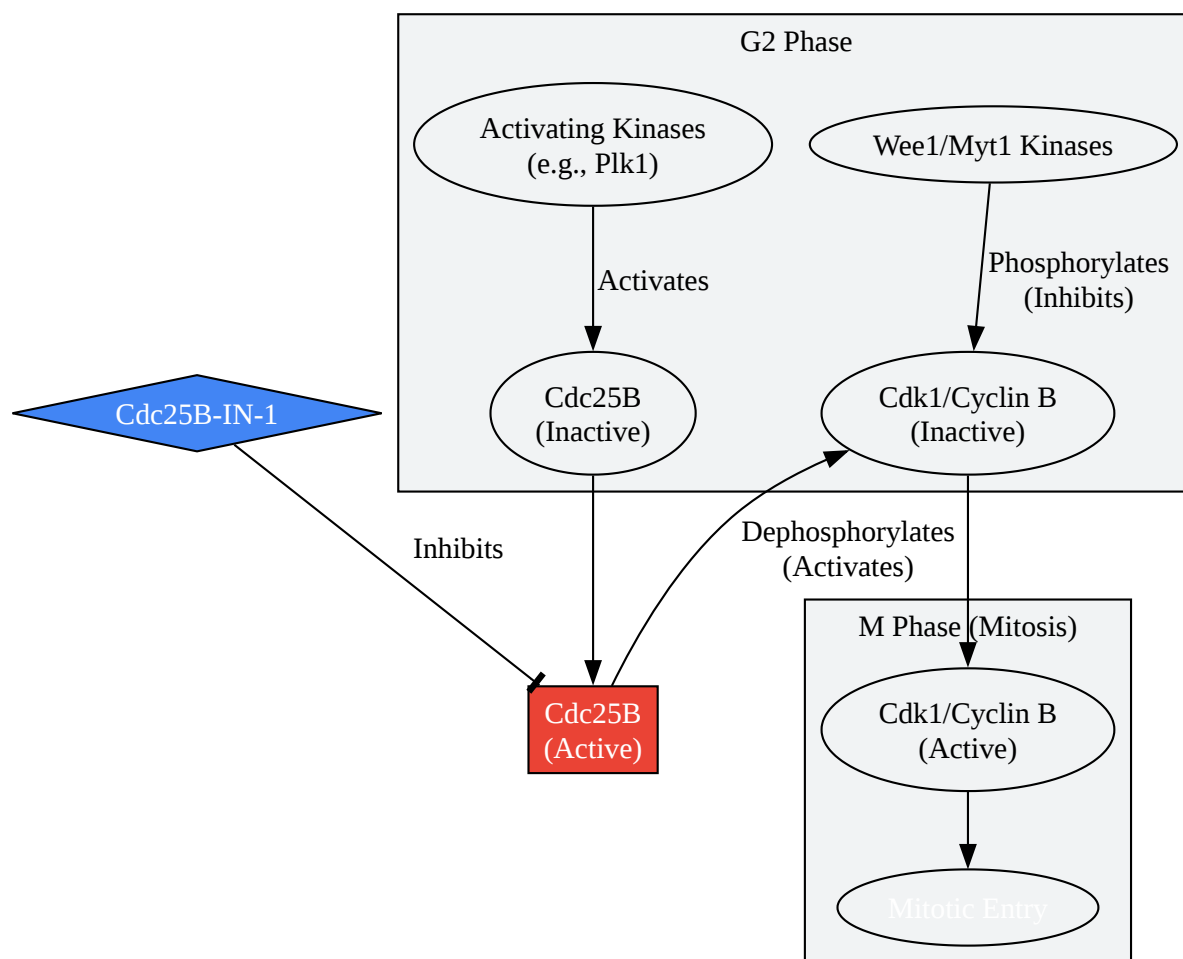 G2 Phase
Activating Kinases
(e.g., Plk1)
Wee1/Myt1 Kinases
Activates
Phosphorylates
(Inhibits)
Cdc25B-IN-1
Cdc25B
(Inactive)
Cdk1/Cyclin B
(Inactive)
Inhibits
Dephosphorylates
(Activates)
M Phase (Mitosis)
Cdc25B
(Active)
Cdk1/Cyclin B
(Active)
Mitotic Entry